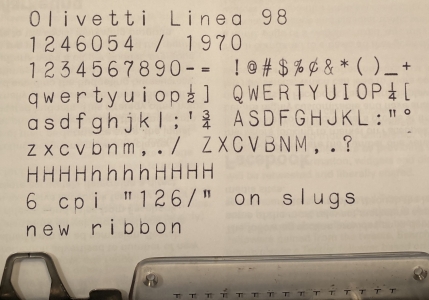 Olivetti Linea 98
1246054 / 1970
1234567890-= !@#$%¢&*()_+
qwertyuiop½] QWERTYUIOP¼[
asdfghjkl;'¾ ASDFGHJKL:"°
zxcvbnm,./ ZXCVBNM,.?
HHHHhhhhHHHH
6 cpi "126/" on slugs
new ribbon